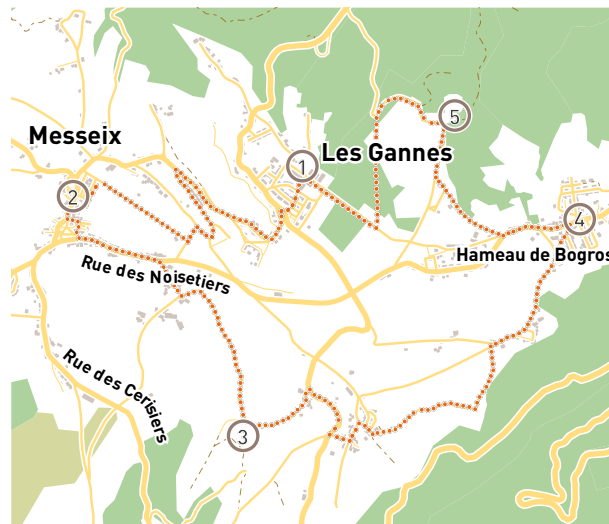 5
Messeix
Les Gannes
1
2
4
Hameau de Bogros
Rue des Noisetiers
Rue des Cerisiers
3